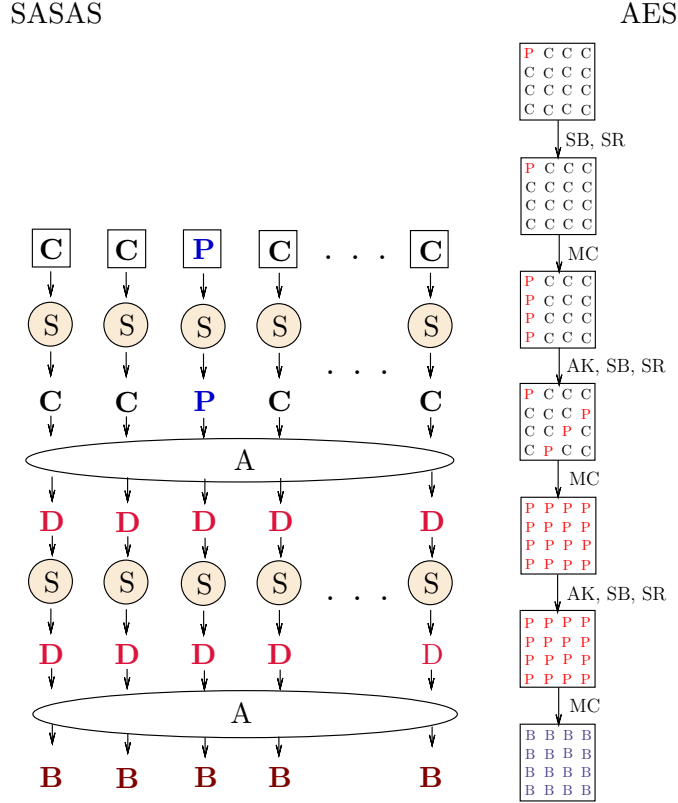 SASAS
C C P C . . . C
S S S S S
. . .
C C P C C
A
D D D D D
S S S S . . . S
D D D D D
A
B B B B B
AES
P C C C
C C C C
C C C C
C C C C
SB, SR
P C C C
C C C C
C C C C
C C C C
MC
P C C C
P C C C
P C C C
P C C C
AK, SB, SR
P C C C
C C C P
C C P C
C P C C
MC
P P P P
P P P P
P P P P
P P P P
AK, SB, SR
P P P P
P P P P
P P P P
P P P P
MC
B B B B
B B B B
B B B B
B B B B